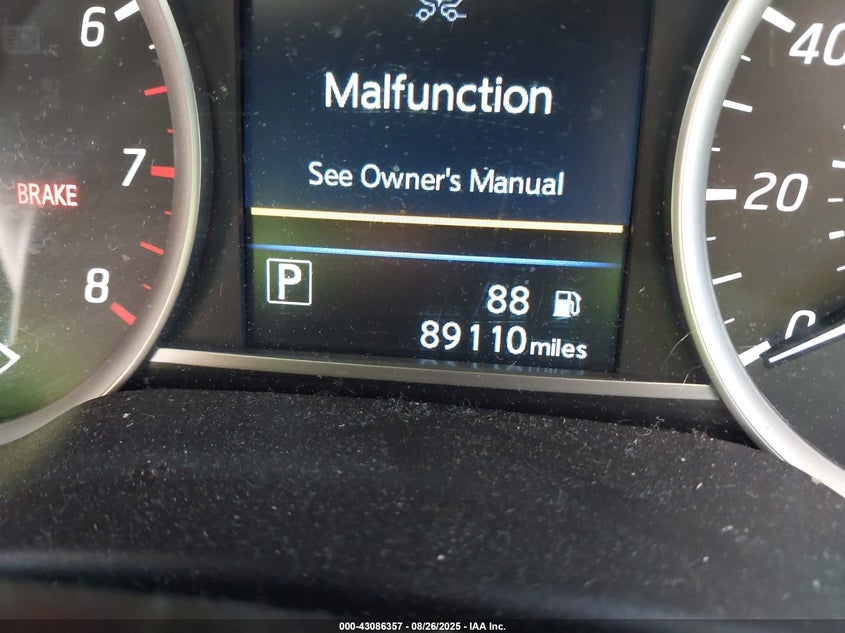 6
7
BRAKE
8
Malfunction
See Owner's Manual
P
88
89110 miles
40
20
0
000-43086357 - 08/26/2025 - IAA Inc.